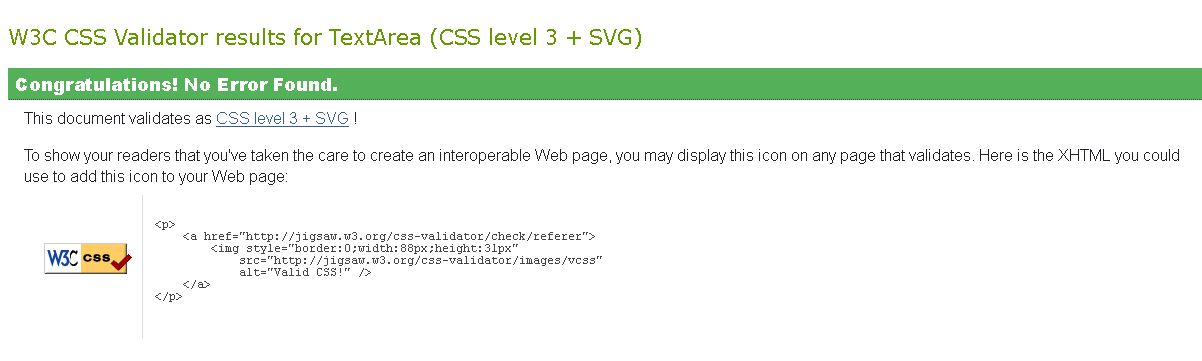 W3C CSS Validator results for TextArea (CSS level 3 + SVG)
Congratulations! No Error Found.
This document validates as CSS level 3 + SVG !
To show your readers that you've taken the care to create an interoperable Web page, you may display this icon on any page that validates. Here is the XHTML you could
use to add this icon to your Web page:
W3C css
<p>
<a href="http://jigsaw.w3.org/css-validator/check/referer">
<img style="border:0;width:88px;height:31px"
src="http://jigsaw.w3.org/css-validator/images/vcss"
alt="Valid CSS!" />
</a>
</p>